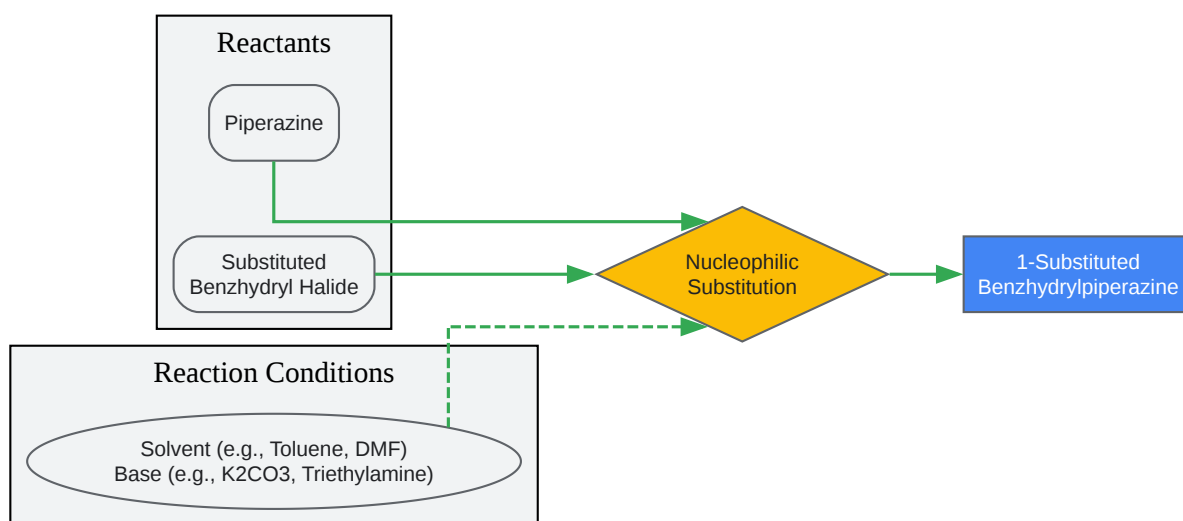 Reactants
Piperazine
Substituted
Benzhydryl Halide
Nucleophilic
Substitution
1-Substituted
Benzhydrylpiperazine
Reaction Conditions
Solvent (e.g., Toluene, DMF)
Base (e.g., K2CO3, Triethylamine)